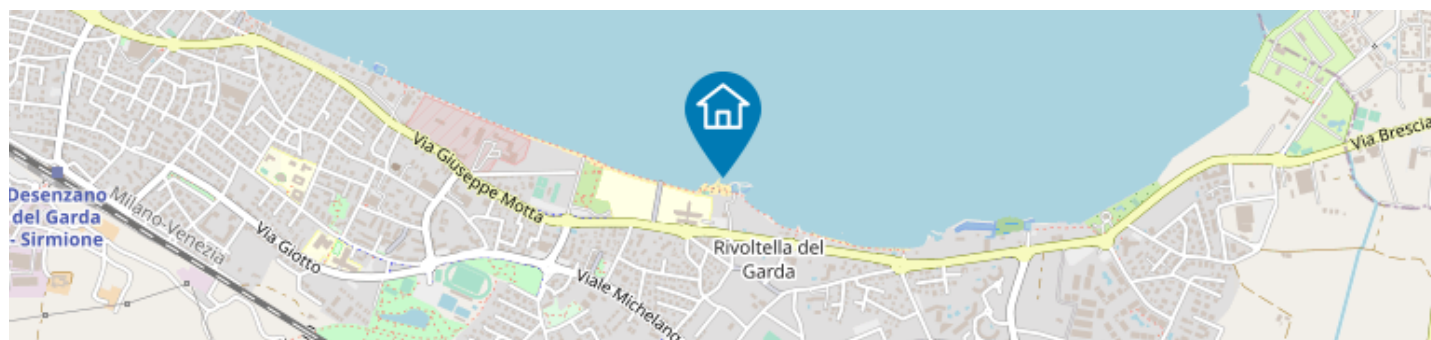 Via Giuseppe Motta
Via Brescia
Desenzano
del Garda
- Sirmione
Milano-Venezia
Via Giotto
Rivoltella del
Garda
Viale Michelang